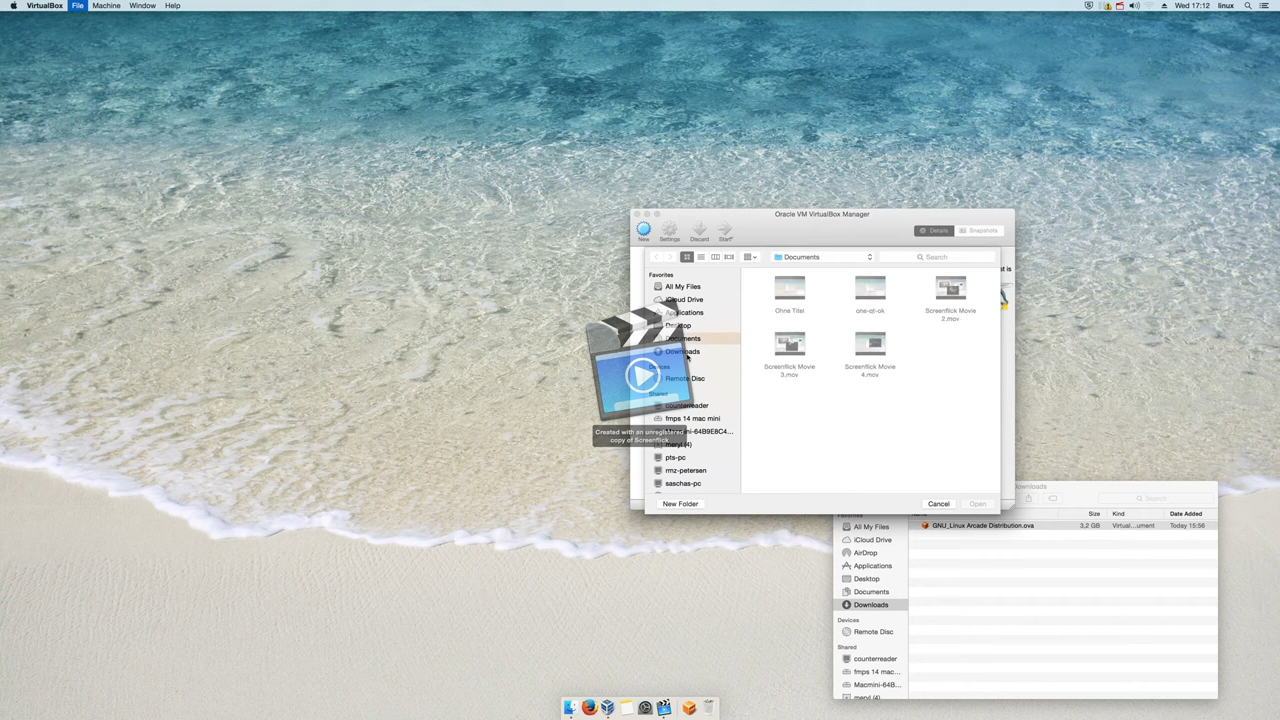 VirtualBox File Machine Window Help
Wed 17:12 linux
Oracle VM VirtualBox Manager
New Settings Discard Start
Details Snapshots
Documents
Search
Favorites
All My Files
iCloud Drive
Applications
Desktop
Documents
Downloads
Devices
Remote Disc
Shared
counterreader
fmps 14 mac mini
Macmini-64B9E8C4...
meryl (4)
pts-pc
rmz-petersen
saschas-pc
Ohne Titel
one-qt-ok
Screenflick Movie
2.mov
Screenflick Movie
3.mov
Screenflick Movie
4.mov
New Folder
Cancel
Open
Created with an unregistered
copy of Screenflick
Downloads
Search
Size
Kind
Date Added
GNU_Linux Arcade Distribution.ova
3,2 GB
Virtual...ument
Today 15:56
Favorites
All My Files
iCloud Drive
AirDrop
Applications
Desktop
Documents
Downloads
Devices
Remote Disc
Shared
counterreader
fmps 14 mac...
Macmini-64B...
meryl (4)